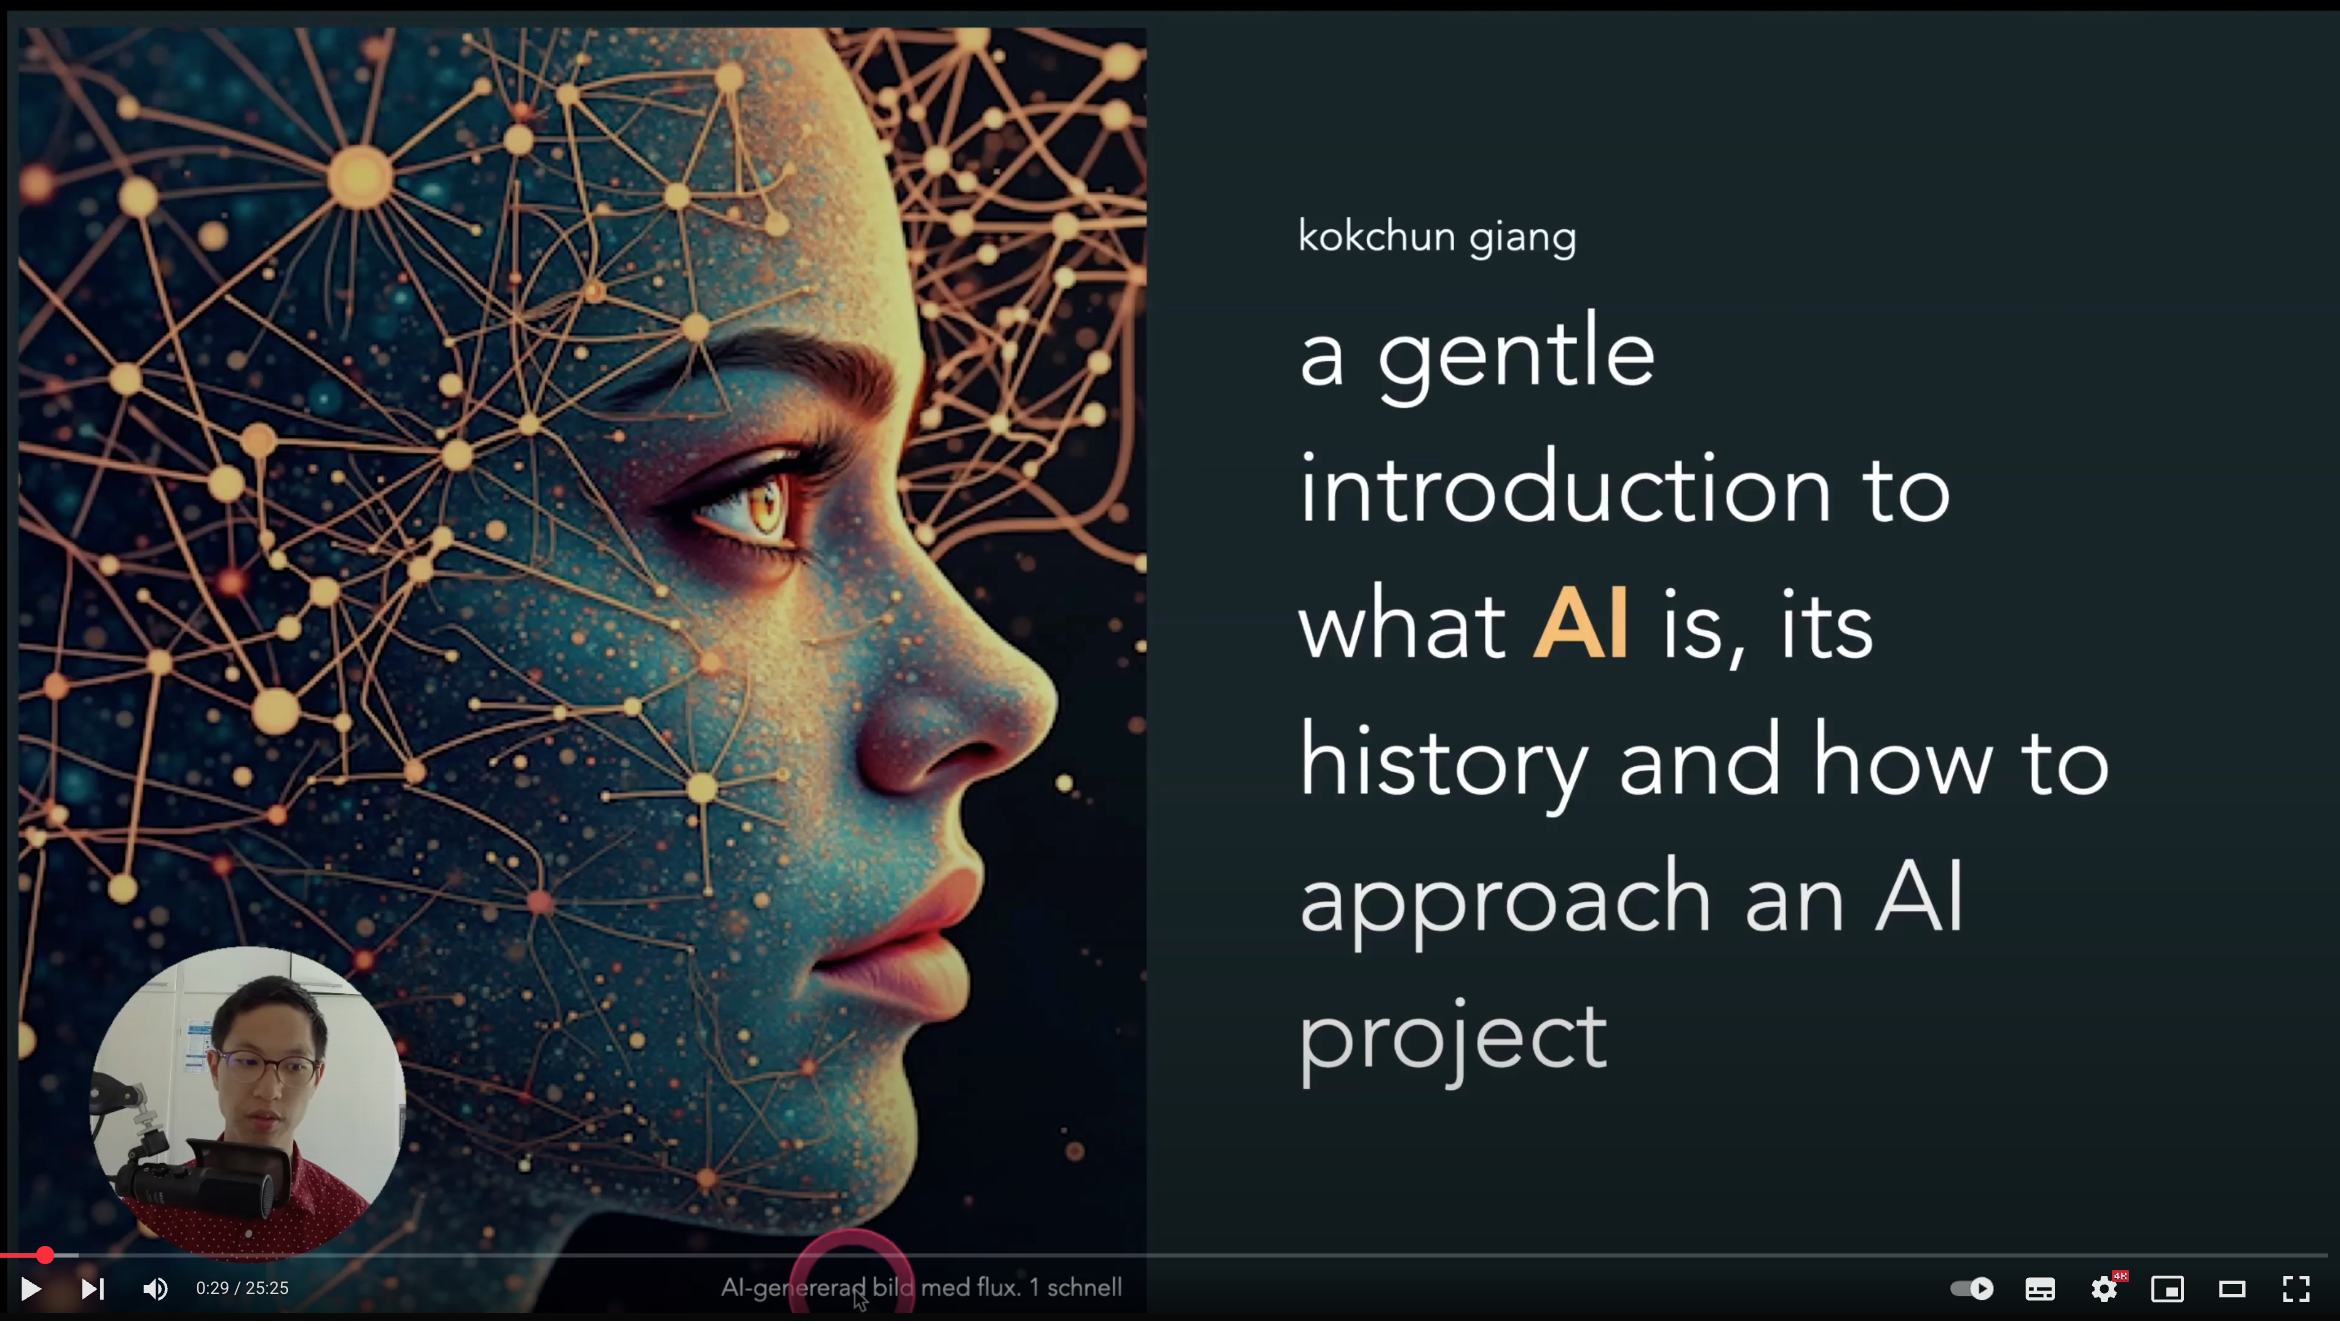 kokchun giang
a gentle
introduction to
what AI is, its
history and how to
approach an AI
project
AI-genererad bild med flux. 1 schnell
0:29 / 25:25
4K